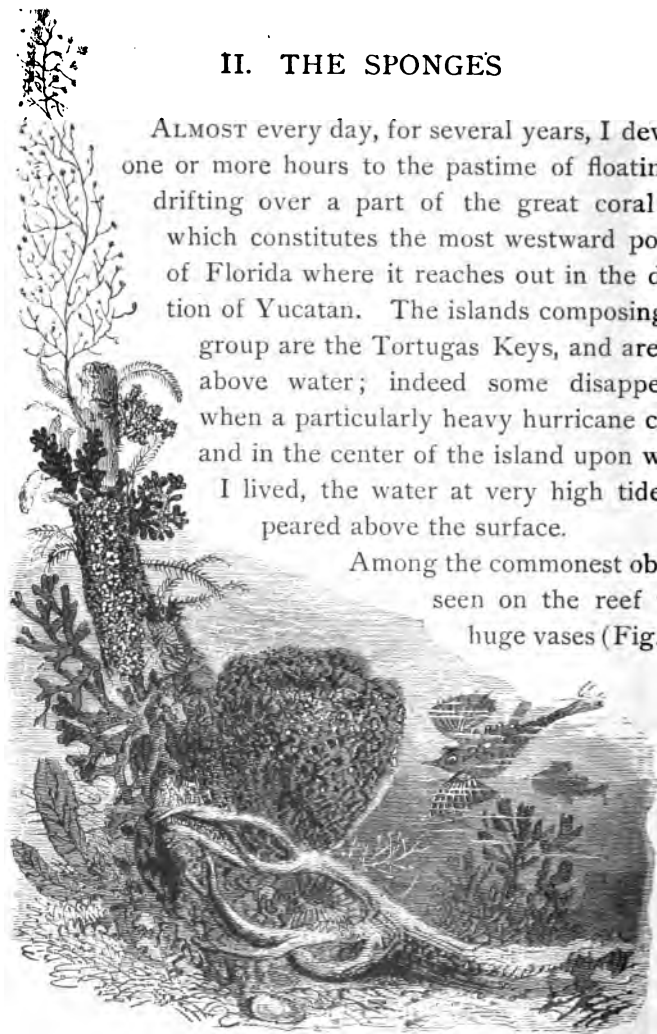 II. THE SPONGES
ALMOST every day, for several years, I dev
one or more hours to the pastime of floatin
drifting over a part of the great coral
which constitutes the most westward po
of Florida where it reaches out in the d
tion of Yucatan. The islands composing
group are the Tortugas Keys, and are
above water; indeed some disappe
when a particularly heavy hurricane c
and in the center of the island upon w
I lived, the water at very high tide
peared above the surface.
Among the commonest ob
seen on the reef
huge vases (Fig.